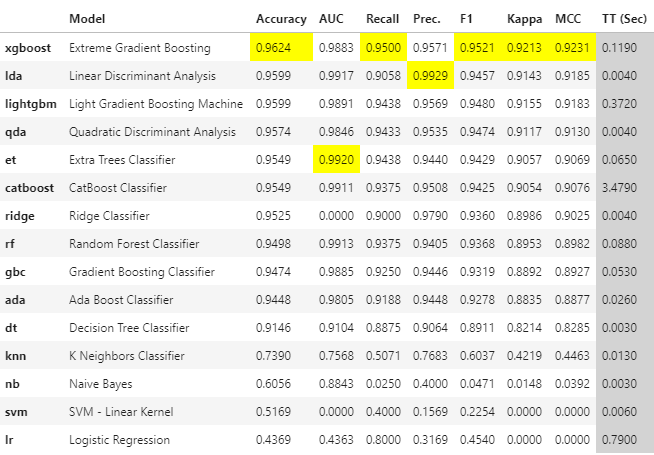 Model Accuracy AUC Recall Prec. F1 Kappa MCC TT (Sec)
xgboost Extreme Gradient Boosting 0.9624 0.9883 0.9500 0.9571 0.9521 0.9213 0.9231 0.1190
lda Linear Discriminant Analysis 0.9599 0.9917 0.9058 0.9929 0.9457 0.9143 0.9185 0.0040
lightgbm Light Gradient Boosting Machine 0.9599 0.9891 0.9438 0.9569 0.9480 0.9155 0.9183 0.3720
qda Quadratic Discriminant Analysis 0.9574 0.9846 0.9433 0.9535 0.9474 0.9117 0.9130 0.0040
et Extra Trees Classifier 0.9549 0.9920 0.9438 0.9440 0.9429 0.9057 0.9069 0.0650
catboost CatBoost Classifier 0.9549 0.9911 0.9375 0.9508 0.9425 0.9054 0.9076 3.4790
ridge Ridge Classifier 0.9525 0.0000 0.9000 0.9790 0.9360 0.8986 0.9025 0.0040
rf Random Forest Classifier 0.9498 0.9913 0.9375 0.9405 0.9368 0.8953 0.8982 0.0880
gbc Gradient Boosting Classifier 0.9474 0.9885 0.9250 0.9446 0.9319 0.8892 0.8927 0.0530
ada Ada Boost Classifier 0.9448 0.9805 0.9188 0.9448 0.9278 0.8835 0.8877 0.0260
dt Decision Tree Classifier 0.9146 0.9104 0.8875 0.9064 0.8911 0.8214 0.8285 0.0030
knn K Neighbors Classifier 0.7390 0.7568 0.5071 0.7683 0.6037 0.4219 0.4463 0.0130
nb Naive Bayes 0.6056 0.8843 0.0250 0.4000 0.0471 0.0148 0.0392 0.0030
svm SVM - Linear Kernel 0.5169 0.0000 0.4000 0.1569 0.2254 0.0000 0.0000 0.0060
lr Logistic Regression 0.4369 0.4363 0.8000 0.3169 0.4540 0.0000 0.0000 0.7900